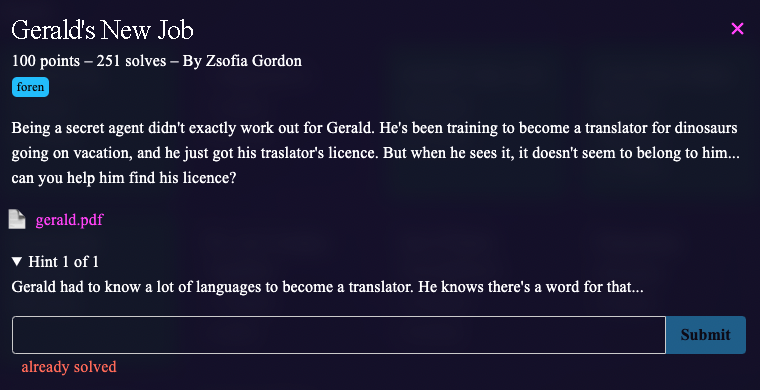 Gerald's New Job
100 points – 251 solves – By Zsofia Gordon
foren
Being a secret agent didn't exactly work out for Gerald. He's been training to become a translator for dinosaurs
going on vacation, and he just got his traslator's licence. But when he sees it, it doesn't seem to belong to him...
can you help him find his licence?
gerald.pdf
▼ Hint 1 of 1
Gerald had to know a lot of languages to become a translator. He knows there's a word for that...
Submit
already solved